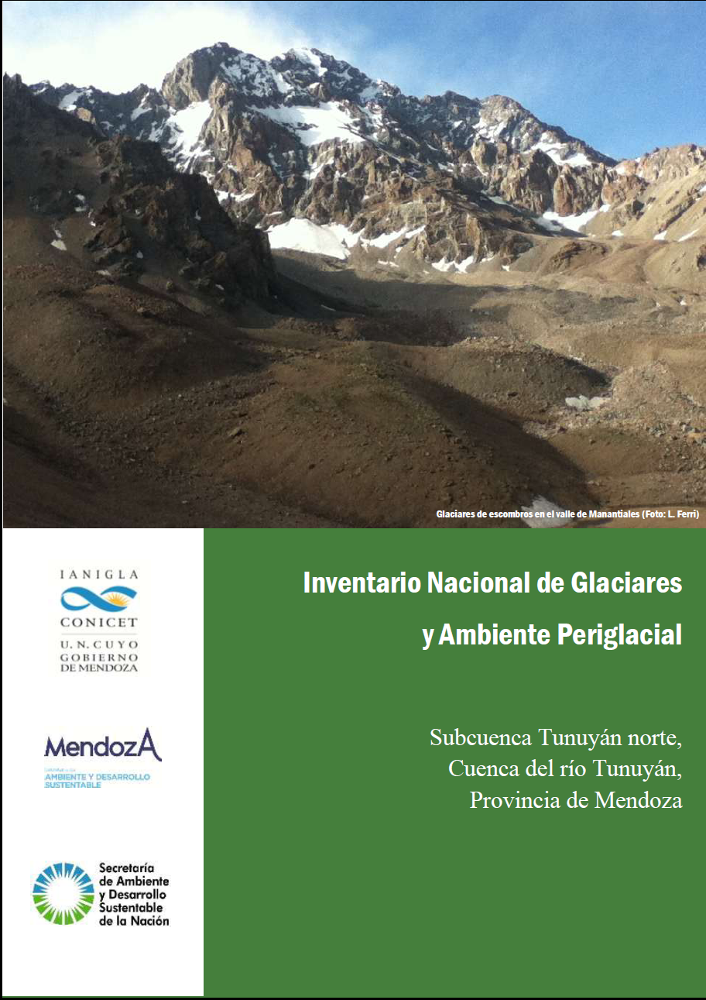 Glaciares de escombros en el valle de Manantiales (Foto: L. Ferri)
Inventario Nacional de Glaciares
y Ambiente Periglacial
Subcuenca Tunuyán norte,
Cuenca del río Tunuyán,
Provincia de Mendoza
IANIGLA
CONICET
U. N. CUYO
GOBIERNO
DE MENDOZA
MendozA
AMBIENTE Y DESARROLLO
SUSTENTABLE
Secretaría
de Ambiente
y Desarrollo
Sustentable
de la Nación